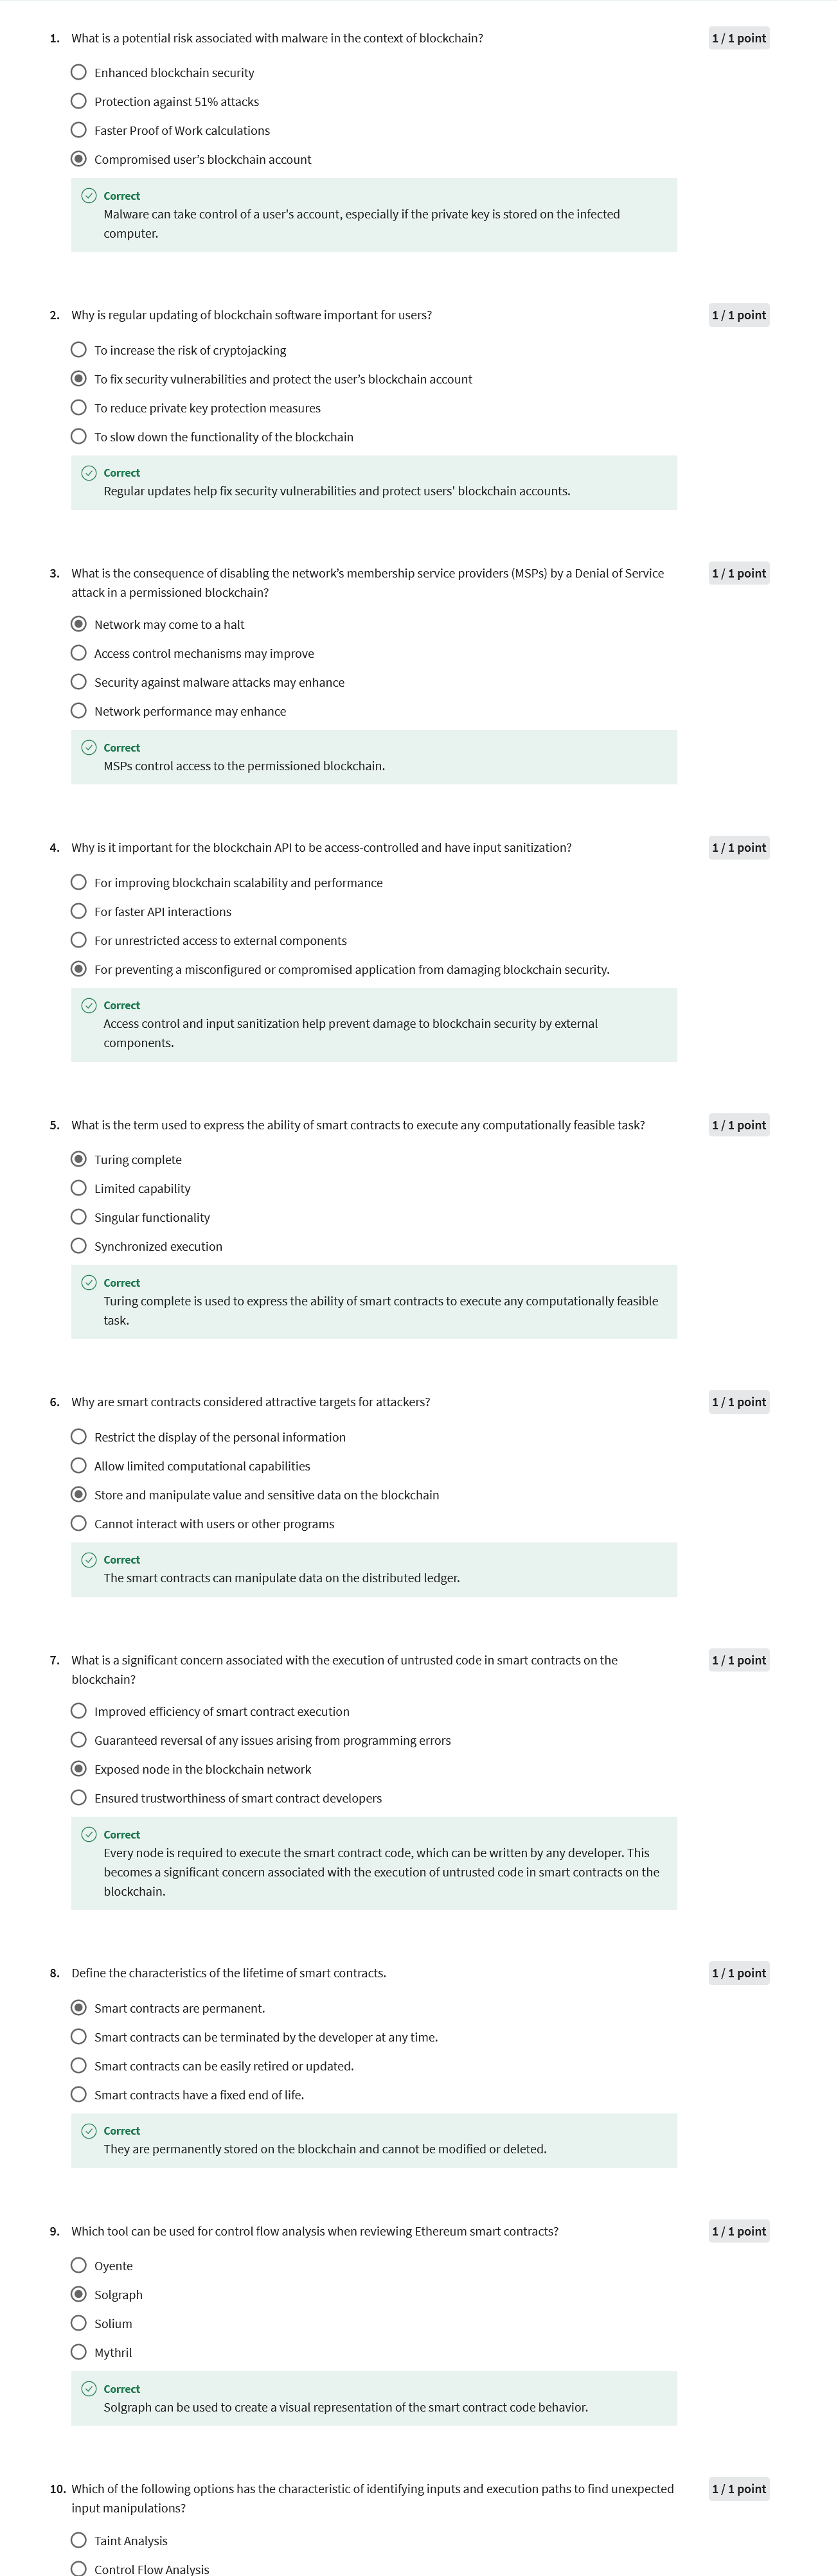 1. What is a potential risk associated with malware in the context of blockchain?
1 / 1 point
Enhanced blockchain security
Protection against 51% attacks
Faster Proof of Work calculations
Compromised user’s blockchain account
Correct
Malware can take control of a user's account, especially if the private key is stored on the infected
computer.
2. Why is regular updating of blockchain software important for users?
1 / 1 point
To increase the risk of cryptojacking
To fix security vulnerabilities and protect the user’s blockchain account
To reduce private key protection measures
To slow down the functionality of the blockchain
Correct
Regular updates help fix security vulnerabilities and protect users' blockchain accounts.
3. What is the consequence of disabling the network’s membership service providers (MSPs) by a Denial of Service
attack in a permissioned blockchain?
1 / 1 point
Network may come to a halt
Access control mechanisms may improve
Security against malware attacks may enhance
Network performance may enhance
Correct
MSPs control access to the permissioned blockchain.
4. Why is it important for the blockchain API to be access-controlled and have input sanitization?
1 / 1 point
For improving blockchain scalability and performance
For faster API interactions
For unrestricted access to external components
For preventing a misconfigured or compromised application from damaging blockchain security.
Correct
Access control and input sanitization help prevent damage to blockchain security by external
components.
5. What is the term used to express the ability of smart contracts to execute any computationally feasible task?
1 / 1 point
Turing complete
Limited capability
Singular functionality
Synchronized execution
Correct
Turing complete is used to express the ability of smart contracts to execute any computationally feasible
task.
6. Why are smart contracts considered attractive targets for attackers?
1 / 1 point
Restrict the display of the personal information
Allow limited computational capabilities
Store and manipulate value and sensitive data on the blockchain
Cannot interact with users or other programs
Correct
The smart contracts can manipulate data on the distributed ledger.
7. What is a significant concern associated with the execution of untrusted code in smart contracts on the
blockchain?
1 / 1 point
Improved efficiency of smart contract execution
Guaranteed reversal of any issues arising from programming errors
Exposed node in the blockchain network
Ensured trustworthiness of smart contract developers
Correct
Every node is required to execute the smart contract code, which can be written by any developer. This
becomes a significant concern associated with the execution of untrusted code in smart contracts on the
blockchain.
8. Define the characteristics of the lifetime of smart contracts.
1 / 1 point
Smart contracts are permanent.
Smart contracts can be terminated by the developer at any time.
Smart contracts can be easily retired or updated.
Smart contracts have a fixed end of life.
Correct
They are permanently stored on the blockchain and cannot be modified or deleted.
9. Which tool can be used for control flow analysis when reviewing Ethereum smart contracts?
1 / 1 point
Oyente
Solgraph
Solium
Mythril
Correct
Solgraph can be used to create a visual representation of the smart contract code behavior.
10. Which of the following options has the characteristic of identifying inputs and execution paths to find unexpected
input manipulations?
1 / 1 point
Taint Analysis
Control Flow Analysis